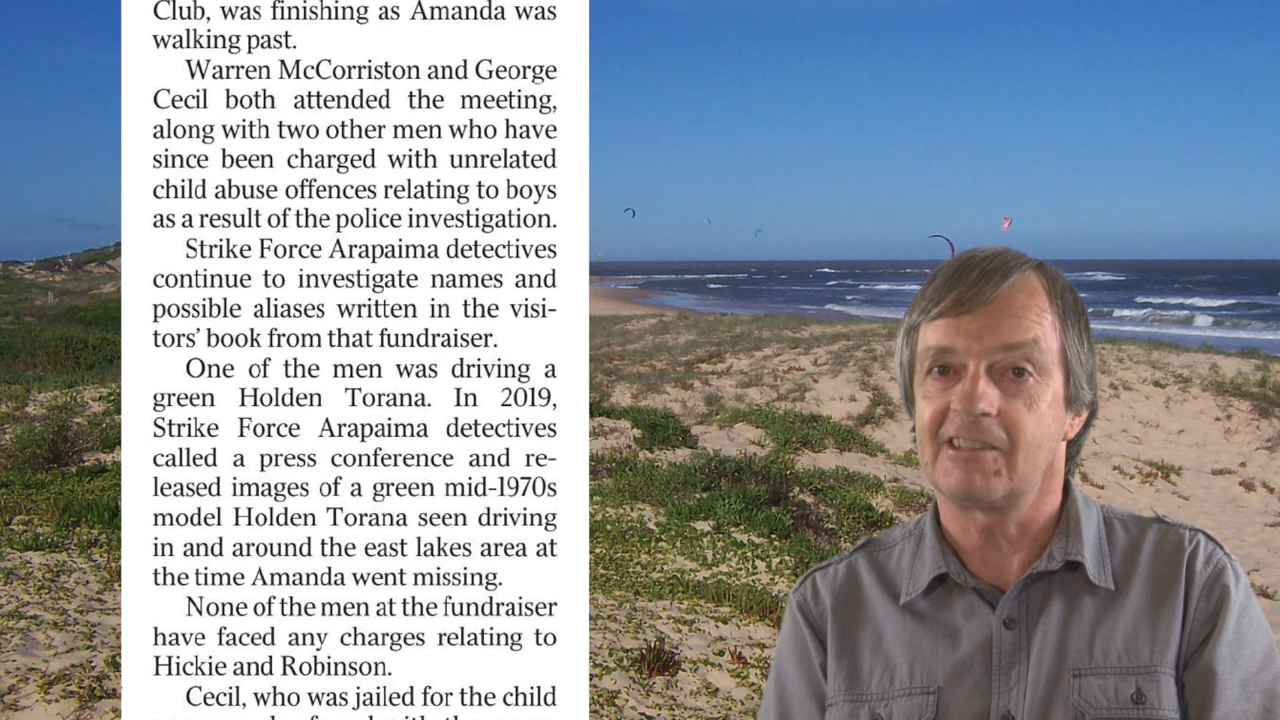 Club, was finishing as Amanda was
walking past.
Warren McCorriston and George
Cecil both attended the meeting,
along with two other men who have
since been charged with unrelated
child abuse offences relating to boys
as a result of the police investigation.
Strike Force Arapaima detectives
continue to investigate names and
possible aliases written in the visi-
tors' book from that fundraiser.
One of the men was driving a
green Holden Torana. In 2019,
Strike Force Arapaima detectives
called a press conference and re-
leased images of a green mid-1970s
model Holden Torana seen driving
in and around the east lakes area at
the time Amanda went missing.
None of the men at the fundraiser
have faced any charges relating to
Hickie and Robinson.
Cecil, who was jailed for the child